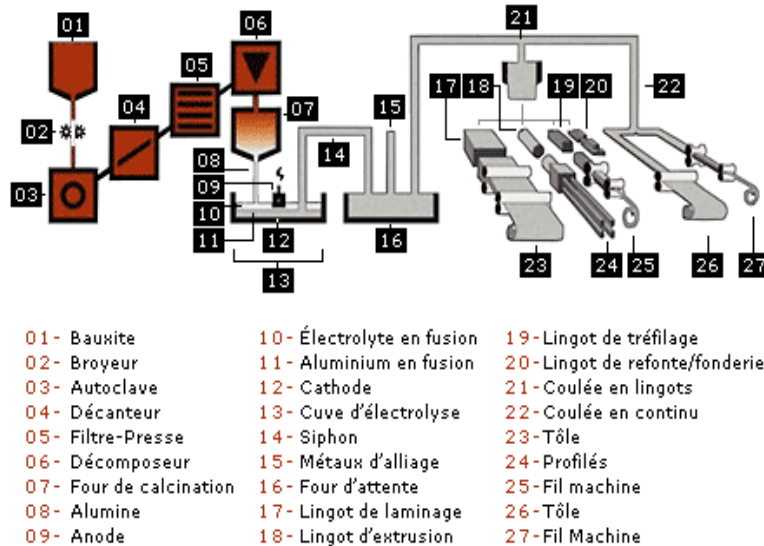 01
02
03
04
05
06
07
08
09
10
11
12
13
14
15
16
17
18
19
20
21
22
23
24
25
26
27
01- Bauxite
02- Broyeur
03- Autoclave
04- Décanteur
05- Filtre-Presse
06- Décomposeur
07- Four de calcination
08- Alumine
09- Anode
10- Électrolyte en fusion
11- Aluminium en fusion
12- Cathode
13- Cuve d'électrolyse
14- Siphon
15- Métaux d'alliage
16- Four d'attente
17- Lingot de laminage
18- Lingot d'extrusion
19- Lingot de tréfilage
20- Lingot de refonte/fonderie
21- Coulée en lingots
22- Coulée en continu
23- Tôle
24- Profilés
25- Fil machine
26- Tôle
27- Fil Machine